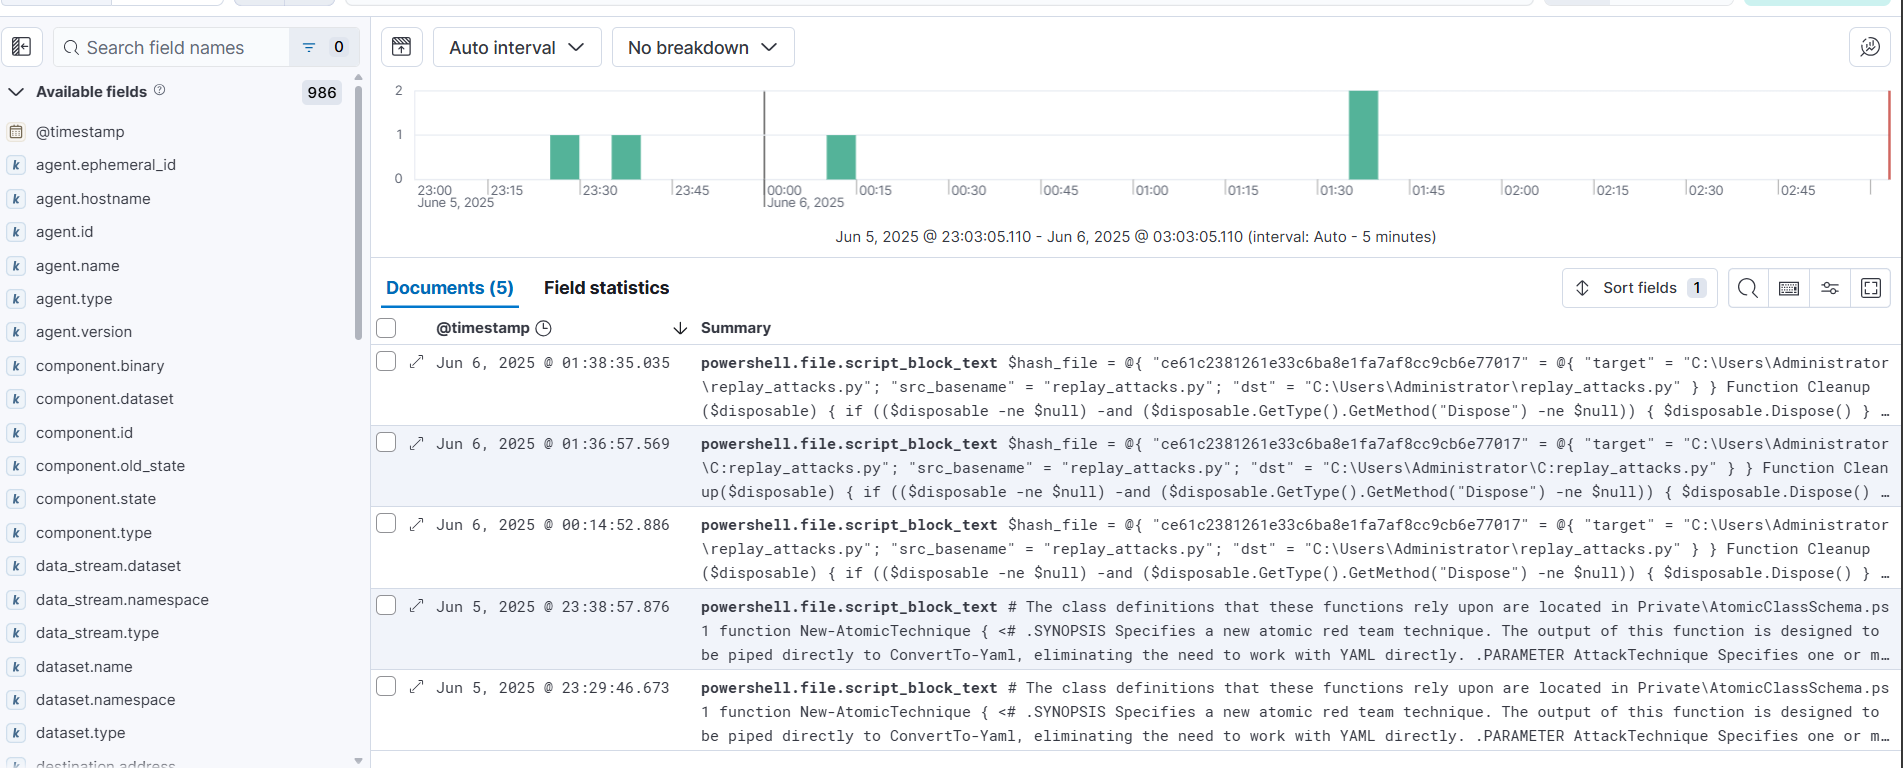 Search field names
0
Auto interval
No breakdown
Available fields
986
@timestamp
agent.ephemeral_id
agent.hostname
agent.id
agent.name
agent.type
agent.version
component.binary
component.dataset
component.id
component.old_state
component.state
component.type
data_stream.dataset
data_stream.namespace
data_stream.type
dataset.name
dataset.namespace
dataset.type
destination.address
2
1
0
23:00 23:15 23:30 23:45 00:00 00:15 00:30 00:45 01:00 01:15 01:30 01:45 02:00 02:15 02:30 02:45
June 5, 2025 June 6, 2025
Jun 5, 2025 @ 23:03:05.110 - Jun 6, 2025 @ 03:03:05.110 (interval: Auto - 5 minutes)
Documents (5) Field statistics
Sort fields 1
@timestamp Summary
Jun 6, 2025 @ 01:38:35.035 powershell.file.script_block_text $hash_file = @{ "ce61c2381261e33c6ba8e1fa7af8cc9cb6e77017" = @{ "target" = "C:\Users\Administrator
\replay_attacks.py"; "src_basename" = "replay_attacks.py"; "dst" = "C:\Users\Administrator\replay_attacks.py" } } Function Cleanup
($disposable) { if (($disposable -ne $null) -and ($disposable.GetType().GetMethod("Dispose") -ne $null)) { $disposable.Dispose() } …
Jun 6, 2025 @ 01:36:57.569 powershell.file.script_block_text $hash_file = @{ "ce61c2381261e33c6ba8e1fa7af8cc9cb6e77017" = @{ "target" = "C:\Users\Administrator
\C:replay_attacks.py"; "src_basename" = "replay_attacks.py"; "dst" = "C:\Users\Administrator\C:replay_attacks.py" } } Function Clean
up($disposable) { if (($disposable -ne $null) -and ($disposable.GetType().GetMethod("Dispose") -ne $null)) { $disposable.Dispose() …
Jun 6, 2025 @ 00:14:52.886 powershell.file.script_block_text $hash_file = @{ "ce61c2381261e33c6ba8e1fa7af8cc9cb6e77017" = @{ "target" = "C:\Users\Administrator
\replay_attacks.py"; "src_basename" = "replay_attacks.py"; "dst" = "C:\Users\Administrator\replay_attacks.py" } } Function Cleanup
($disposable) { if (($disposable -ne $null) -and ($disposable.GetType().GetMethod("Dispose") -ne $null)) { $disposable.Dispose() } …
Jun 5, 2025 @ 23:38:57.876 powershell.file.script_block_text # The class definitions that these functions rely upon are located in Private\AtomicClassSchema.ps
1 function New-AtomicTechnique { <# .SYNOPSIS Specifies a new atomic red team technique. The output of this function is designed to
be piped directly to ConvertTo-Yaml, eliminating the need to work with YAML directly. .PARAMETER AttackTechnique Specifies one or m…
Jun 5, 2025 @ 23:29:46.673 powershell.file.script_block_text # The class definitions that these functions rely upon are located in Private\AtomicClassSchema.ps
1 function New-AtomicTechnique { <# .SYNOPSIS Specifies a new atomic red team technique. The output of this function is designed to
be piped directly to ConvertTo-Yaml, eliminating the need to work with YAML directly. .PARAMETER AttackTechnique Specifies one or m…